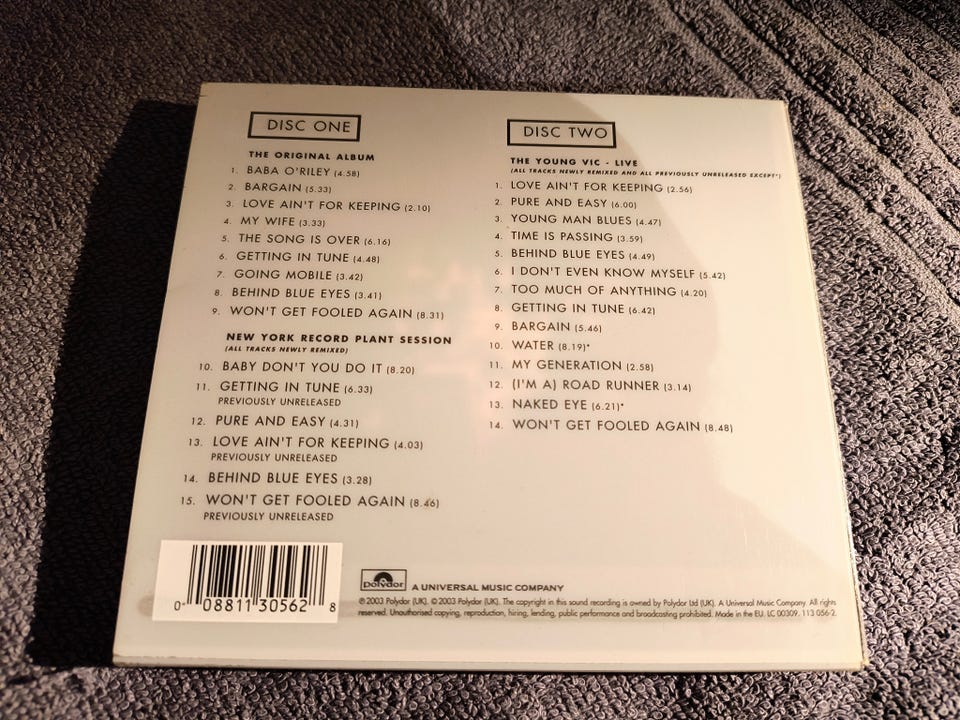 DISC ONE
THE ORIGINAL ALBUM
1. BABA O'RILEY (4.58)
2. BARGAIN (5.33)
3. LOVE AIN'T FOR KEEPING (2.10)
4. MY WIFE (3.33)
5. THE SONG IS OVER (6.16)
6. GETTING IN TUNE (4.48)
7. GOING MOBILE (3.42)
8. BEHIND BLUE EYES (3.41)
9. WON'T GET FOOLED AGAIN (8.31)
NEW YORK RECORD PLANT SESSION
(ALL TRACKS NEWLY REMIXED)
10. BABY DON'T YOU DO IT (8.20)
11. GETTING IN TUNE (6.33)
PREVIOUSLY UNRELEASED
12. PURE AND EASY (4.31)
13. LOVE AIN'T FOR KEEPING (4.03)
PREVIOUSLY UNRELEASED
14. BEHIND BLUE EYES (3.28)
15. WON'T GET FOOLED AGAIN (8.46)
PREVIOUSLY UNRELEASED
DISC TWO
THE YOUNG VIC - LIVE
(ALL TRACKS NEWLY REMIXED AND ALL PREVIOUSLY UNRELEASED EXCEPT*)
1. LOVE AIN'T FOR KEEPING (2.56)
2. PURE AND EASY (6.00)
3. YOUNG MAN BLUES (4.47)
4. TIME IS PASSING (3.59)
5. BEHIND BLUE EYES (4.49)
6. I DON'T EVEN KNOW MYSELF (5.42)
7. TOO MUCH OF ANYTHING (4.20)
8. GETTING IN TUNE (6.42)
9. BARGAIN (5.46)
10. WATER (8.19)*
11. MY GENERATION (2.58)
12. (I'M A) ROAD RUNNER (3.14)
13. NAKED EYE (6.21)*
14. WON'T GET FOOLED AGAIN (8.48)
0 08811 30562 8
polydor A UNIVERSAL MUSIC COMPANY
℗ 2003 Polydor (UK). © 2003 Polydor (UK). The copyright in this sound recording is owned by Polydor Ltd (UK). A Universal Music Company. All rights
reserved. Unauthorised copying, reproduction, hiring, lending, public performance and broadcasting prohibited. Made in the EU. LC 00309. 113 056-2.